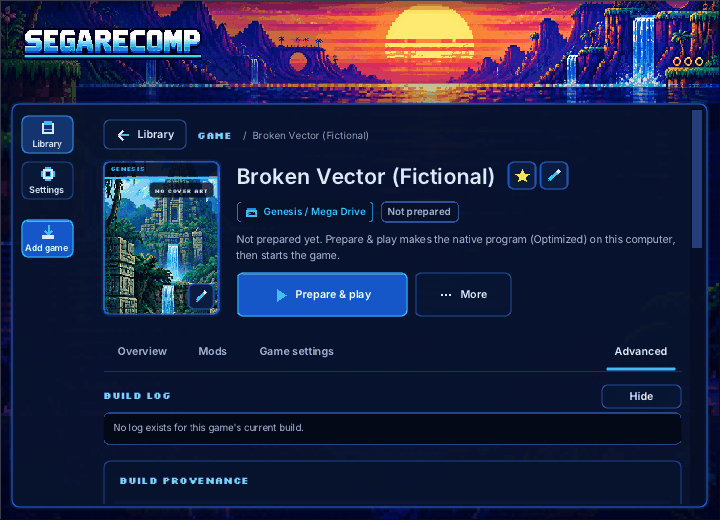 SEGARECOMP
Library
Settings
Add game
Library
GAME / Broken Vector (Fictional)
GENESIS
NO COVER ART
Broken Vector (Fictional)
Genesis / Mega Drive
Not prepared
Not prepared yet. Prepare & play makes the native program (Optimized) on this computer,
then starts the game.
Prepare & play
More
Overview
Mods
Game settings
Advanced
BUILD LOG
Hide
No log exists for this game's current build.
BUILD PROVENANCE